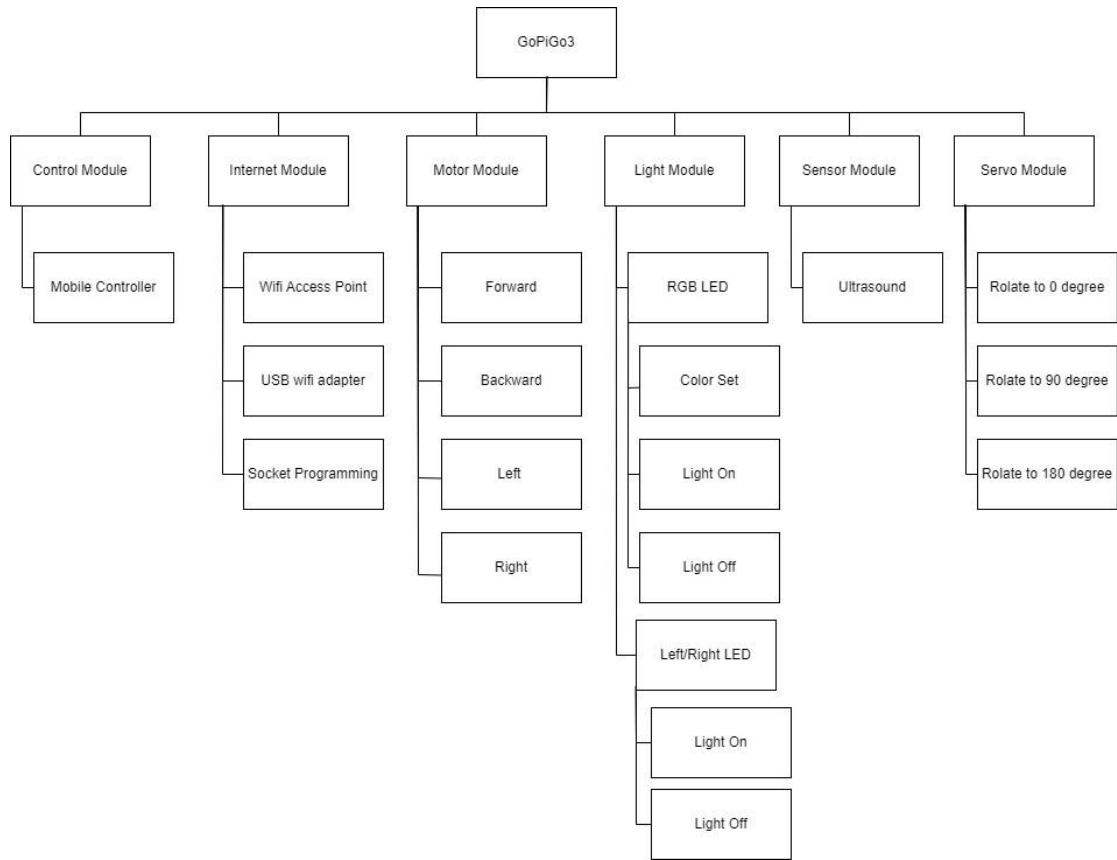 GoPiGo3
Control Module
Internet Module
Motor Module
Light Module
Sensor Module
Servo Module
Mobile Controller
Wifi Access Point
Forward
RGB LED
Ultrasound
Rolate to 0 degree
USB wifi adapter
Backward
Color Set
Rolate to 90 degree
Socket Programming
Left
Light On
Rolate to 180 degree
Right
Light Off
Left/Right LED
Light On
Light Off